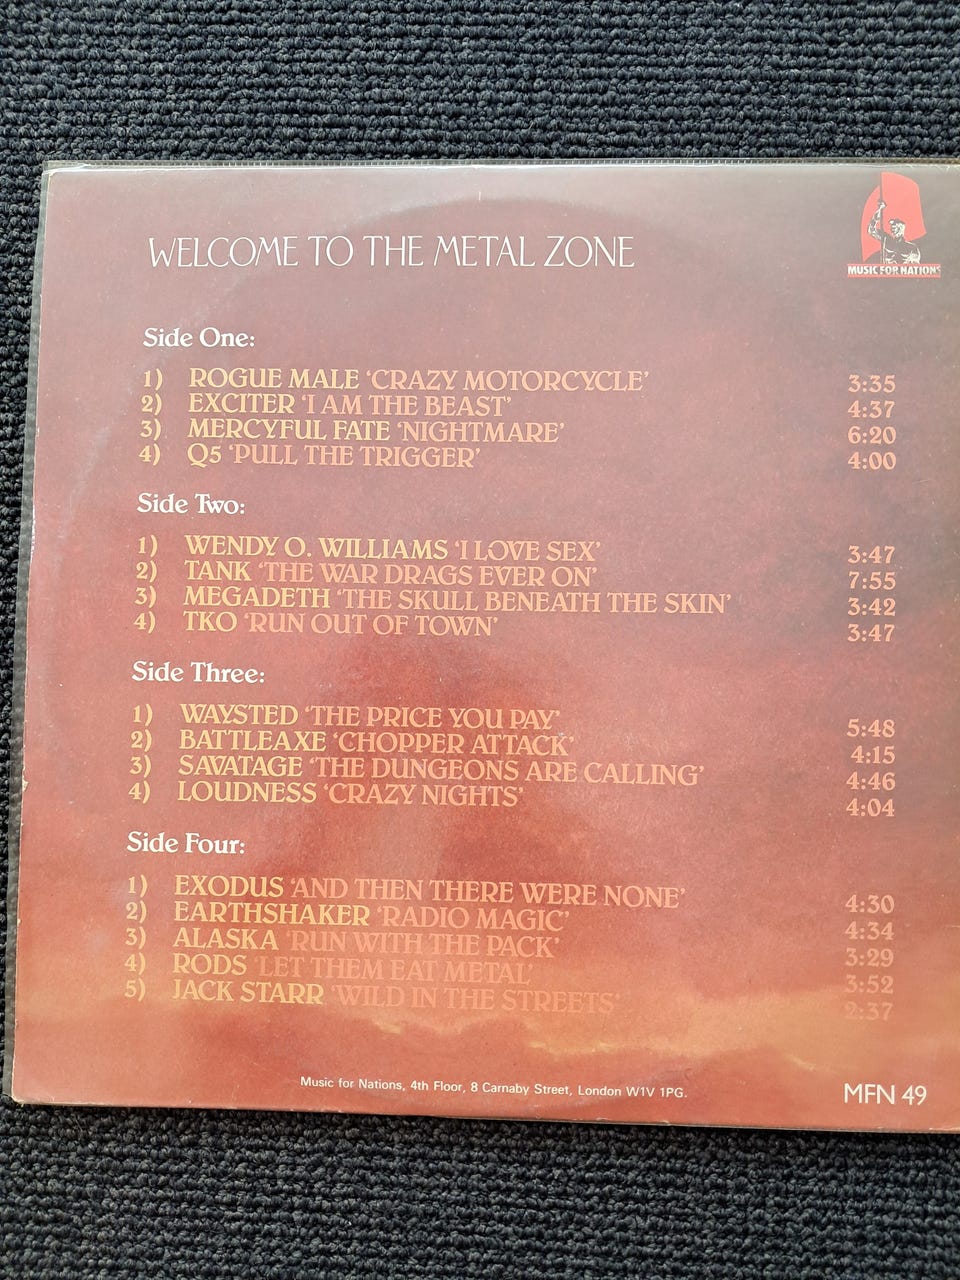 MUSIC FOR NATIONS
WELCOME TO THE METAL ZONE
Side One:
1) ROGUE MALE ‘CRAZY MOTORCYCLE’ 3:35
2) EXCITER ‘I AM THE BEAST’ 4:37
3) MERCYFUL FATE ‘NIGHTMARE’ 6:20
4) Q5 ‘PULL THE TRIGGER’ 4:00
Side Two:
1) WENDY O. WILLIAMS ‘I LOVE SEX’ 3:47
2) TANK ‘THE WAR DRAGS EVER ON’ 7:55
3) MEGADETH ‘THE SKULL BENEATH THE SKIN’ 3:42
4) TKO ‘RUN OUT OF TOWN’ 3:47
Side Three:
1) WAYSTED ‘THE PRICE YOU PAY’ 5:48
2) BATTLEAXE ‘CHOPPER ATTACK’ 4:15
3) SAVATAGE ‘THE DUNGEONS ARE CALLING’ 4:46
4) LOUDNESS ‘CRAZY NIGHTS’ 4:04
Side Four:
1) EXODUS ‘AND THEN THERE WERE NONE’ 4:30
2) EARTHSHAKER ‘RADIO MAGIC’ 4:34
3) ALASKA ‘RUN WITH THE PACK’ 3:29
4) RODS ‘LET THEM EAT METAL’ 3:52
5) JACK STARR ‘WILD IN THE STREETS’ 2:37
Music for Nations, 4th Floor, 8 Carnaby Street, London W1V 1PG.
MFN 49